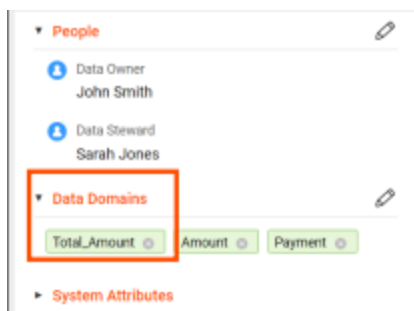 People
Data Owner
John Smith
Data Steward
Sarah Jones
Data Domains
Total_Amount Amount Payment
System Attributes